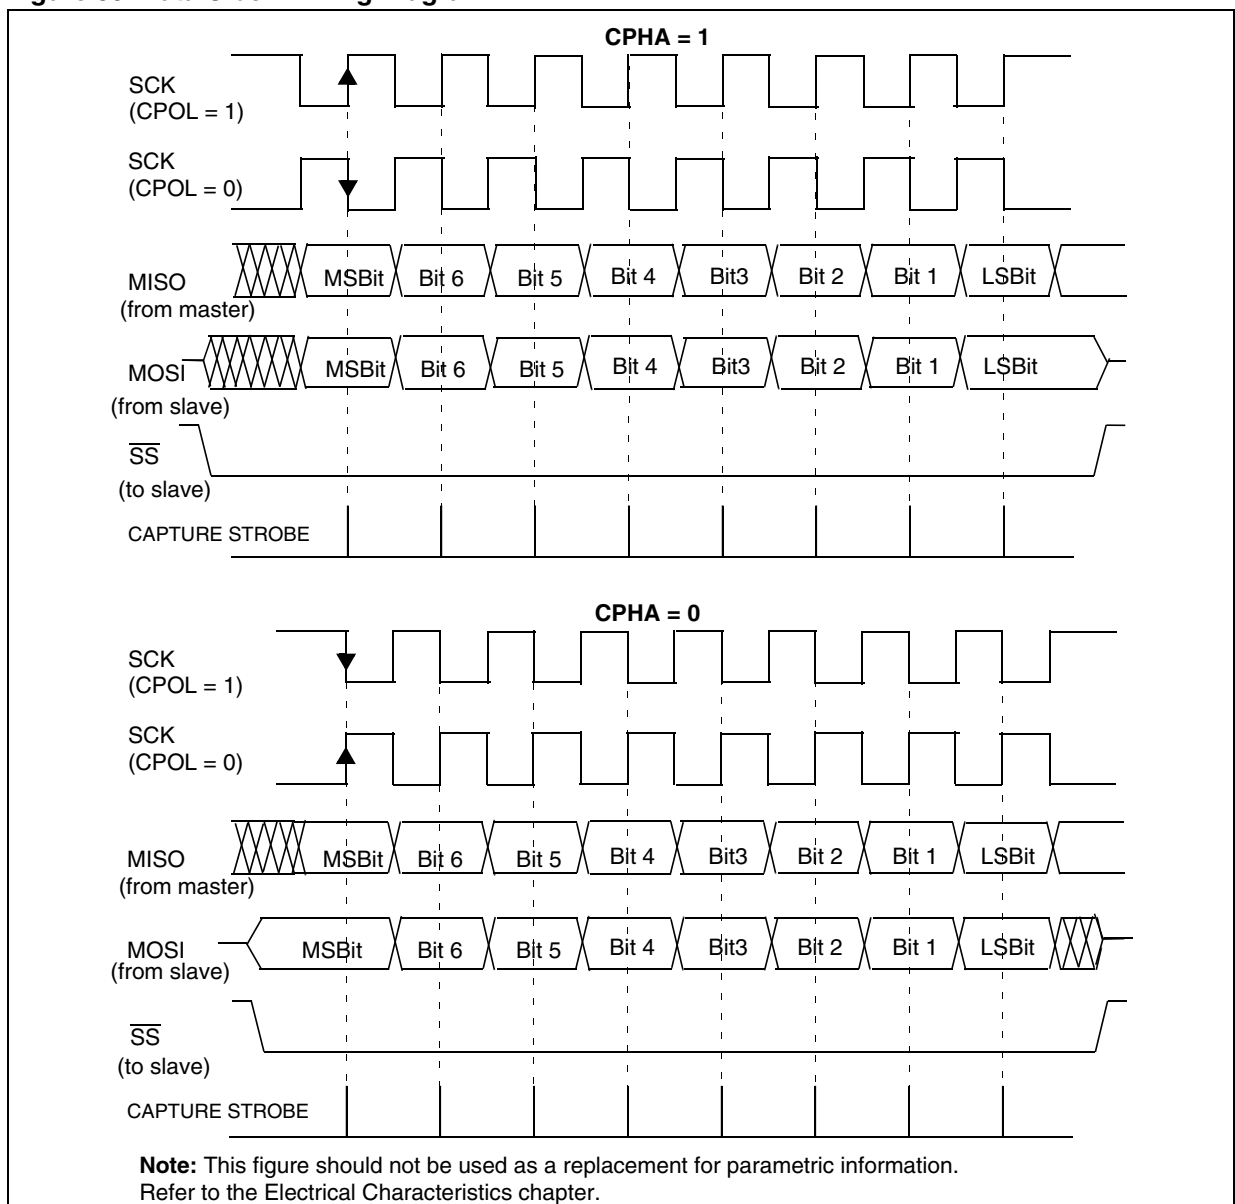 CPHA = 1
SCK
(CPOL = 1)
SCK
(CPOL = 0)
MISO
(from master)
MSBit Bit 6 Bit 5 Bit 4 Bit3 Bit 2 Bit 1 LSBit
MOSI
(from slave)
MSBit Bit 6 Bit 5 Bit 4 Bit3 Bit 2 Bit 1 LSBit
SS
(to slave)
CAPTURE STROBE
CPHA = 0
SCK
(CPOL = 1)
SCK
(CPOL = 0)
MISO
(from master)
MSBit Bit 6 Bit 5 Bit 4 Bit3 Bit 2 Bit 1 LSBit
MOSI
(from slave)
MSBit Bit 6 Bit 5 Bit 4 Bit3 Bit 2 Bit 1 LSBit
SS
(to slave)
CAPTURE STROBE
Note: This figure should not be used as a replacement for parametric information.
Refer to the Electrical Characteristics chapter.